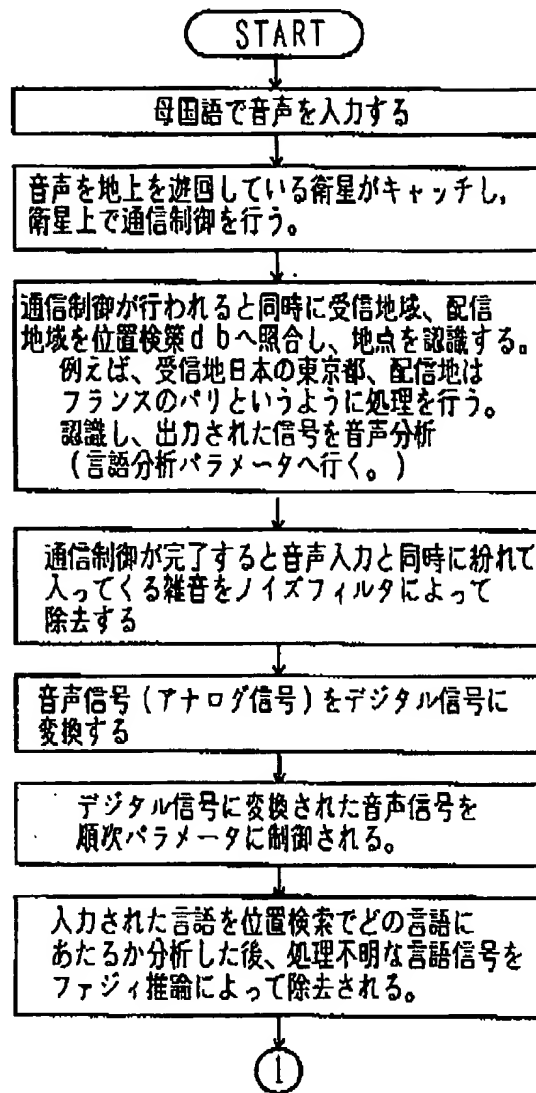 START
母国語で音声を入力する
音声を地上を遊回している衛星がキャッチし,
衛星上で通信制御を行う。
通信制御が行われると同時に受信地域、配信
地域を位置検築dbへ照合し、地点を認識する。
例えば、受信地日本の東京都、配信地は
フランスのパリというように処理を行う。
認識し、出力された信号を音声分析
(言語分析パラメータへ行く。)
通信制御が完了すると音声入力と同時に紛れて
入ってくる雑音をノイズフィルタによって
除去する
音声信号(アナログ信号)をデジタル信号に
変換する
デジタル信号に変換された音声信号を
順次パラメータに制御される。
入力された言語を位置検索でどの言語に
あたるか分析した後、処理不明な言語信号を
ファジィ推論によって除去される。
1